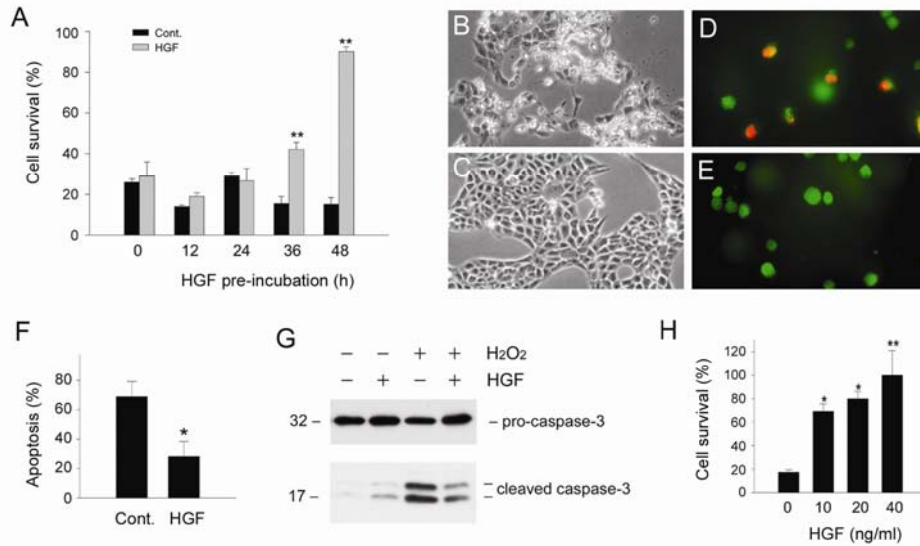 A
Cell survival (%)
100
80
60
40
20
0
Cont.
HGF
**
**
0 12 24 36 48
HGF pre-incubation (h)
B
C
D
E
F
Apoptosis (%)
80
60
40
20
0
*
Cont. HGF
G
– + – + H2O2
– + – + HGF
32 –
– pro-caspase-3
17 –
cleaved caspase-3
H
Cell survival (%)
120
100
80
60
40
20
0
*
*
**
0 10 20 40
HGF (ng/ml)